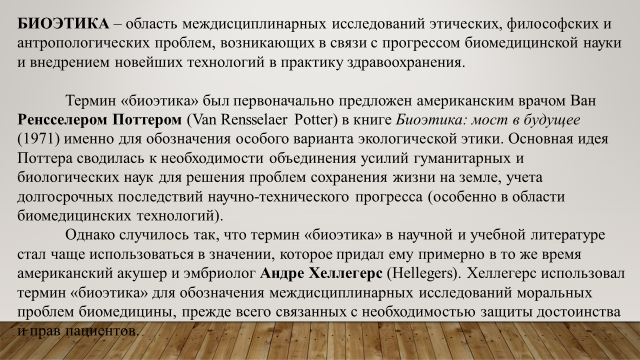 БИОЭТИКА – область междисциплинарных исследований этических, философских и
антропологических проблем, возникающих в связи с прогрессом биомедицинской науки
и внедрением новейших технологий в практику здравоохранения.
Термин «биоэтика» был первоначально предложен американским врачом Ван
Ренсселером Поттером (Van Rensselaer Potter) в книге Биоэтика: мост в будущее
(1971) именно для обозначения особого варианта экологической этики. Основная идея
Поттера сводилась к необходимости объединения усилий гуманитарных и
биологических наук для решения проблем сохранения жизни на земле, учета
долгосрочных последствий научно-технического прогресса (особенно в области
биомедицинских технологий).
Однако случилось так, что термин «биоэтика» в научной и учебной литературе
стал чаще использоваться в значении, которое придал ему примерно в то же время
американский акушер и эмбриолог Андре Хеллегерс (Hellegers). Хеллегерс использовал
термин «биоэтика» для обозначения междисциплинарных исследований моральных
проблем биомедицины, прежде всего связанных с необходимостью защиты достоинства
и прав пациентов.